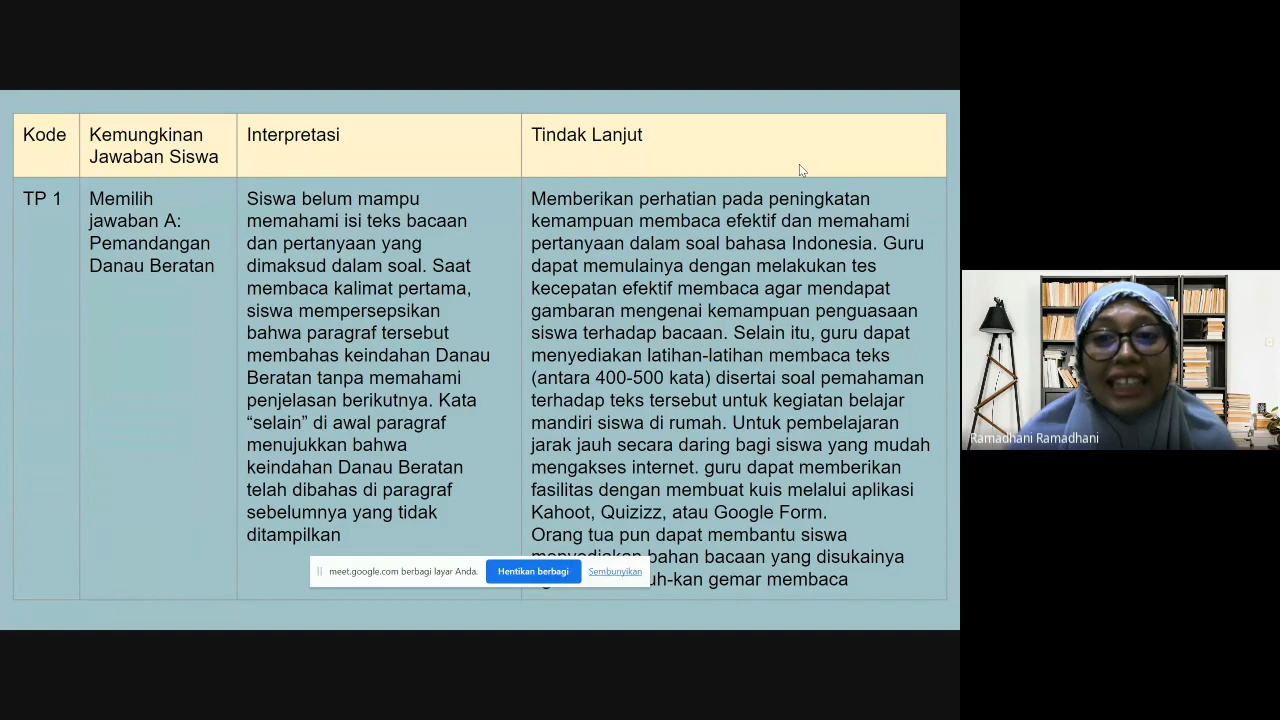 Kode
Kemungkinan
Jawaban Siswa
Interpretasi
Tindak Lanjut
TP 1
Memilih
jawaban A:
Pemandangan
Danau Beratan
Siswa belum mampu
memahami isi teks bacaan
dan pertanyaan yang
dimaksud dalam soal. Saat
membaca kalimat pertama,
siswa mempersepsikan
bahwa paragraf tersebut
membahas keindahan Danau
Beratan tanpa memahami
penjelasan berikutnya. Kata
“selain” di awal paragraf
menujukkan bahwa
keindahan Danau Beratan
telah dibahas di paragraf
sebelumnya yang tidak
ditampilkan
Memberikan perhatian pada peningkatan
kemampuan membaca efektif dan memahami
pertanyaan dalam soal bahasa Indonesia. Guru
dapat memulainya dengan melakukan tes
kecepatan efektif membaca agar mendapat
gambaran mengenai kemampuan penguasaan
siswa terhadap bacaan. Selain itu, guru dapat
menyediakan latihan-latihan membaca teks
(antara 400-500 kata) disertai soal pemahaman
terhadap teks tersebut untuk kegiatan belajar
mandiri siswa di rumah. Untuk pembelajaran
jarak jauh secara daring bagi siswa yang mudah
mengakses internet. guru dapat memberikan
fasilitas dengan membuat kuis melalui aplikasi
Kahoot, Quizizz, atau Google Form.
Orang tua pun dapat membantu siswa
menyediakan bahan bacaan yang disukainya
uh-kan gemar membaca
meet.google.com berbagi layar Anda.
Hentikan berbagi
Sembunyikan
Ramadhani Ramadhani